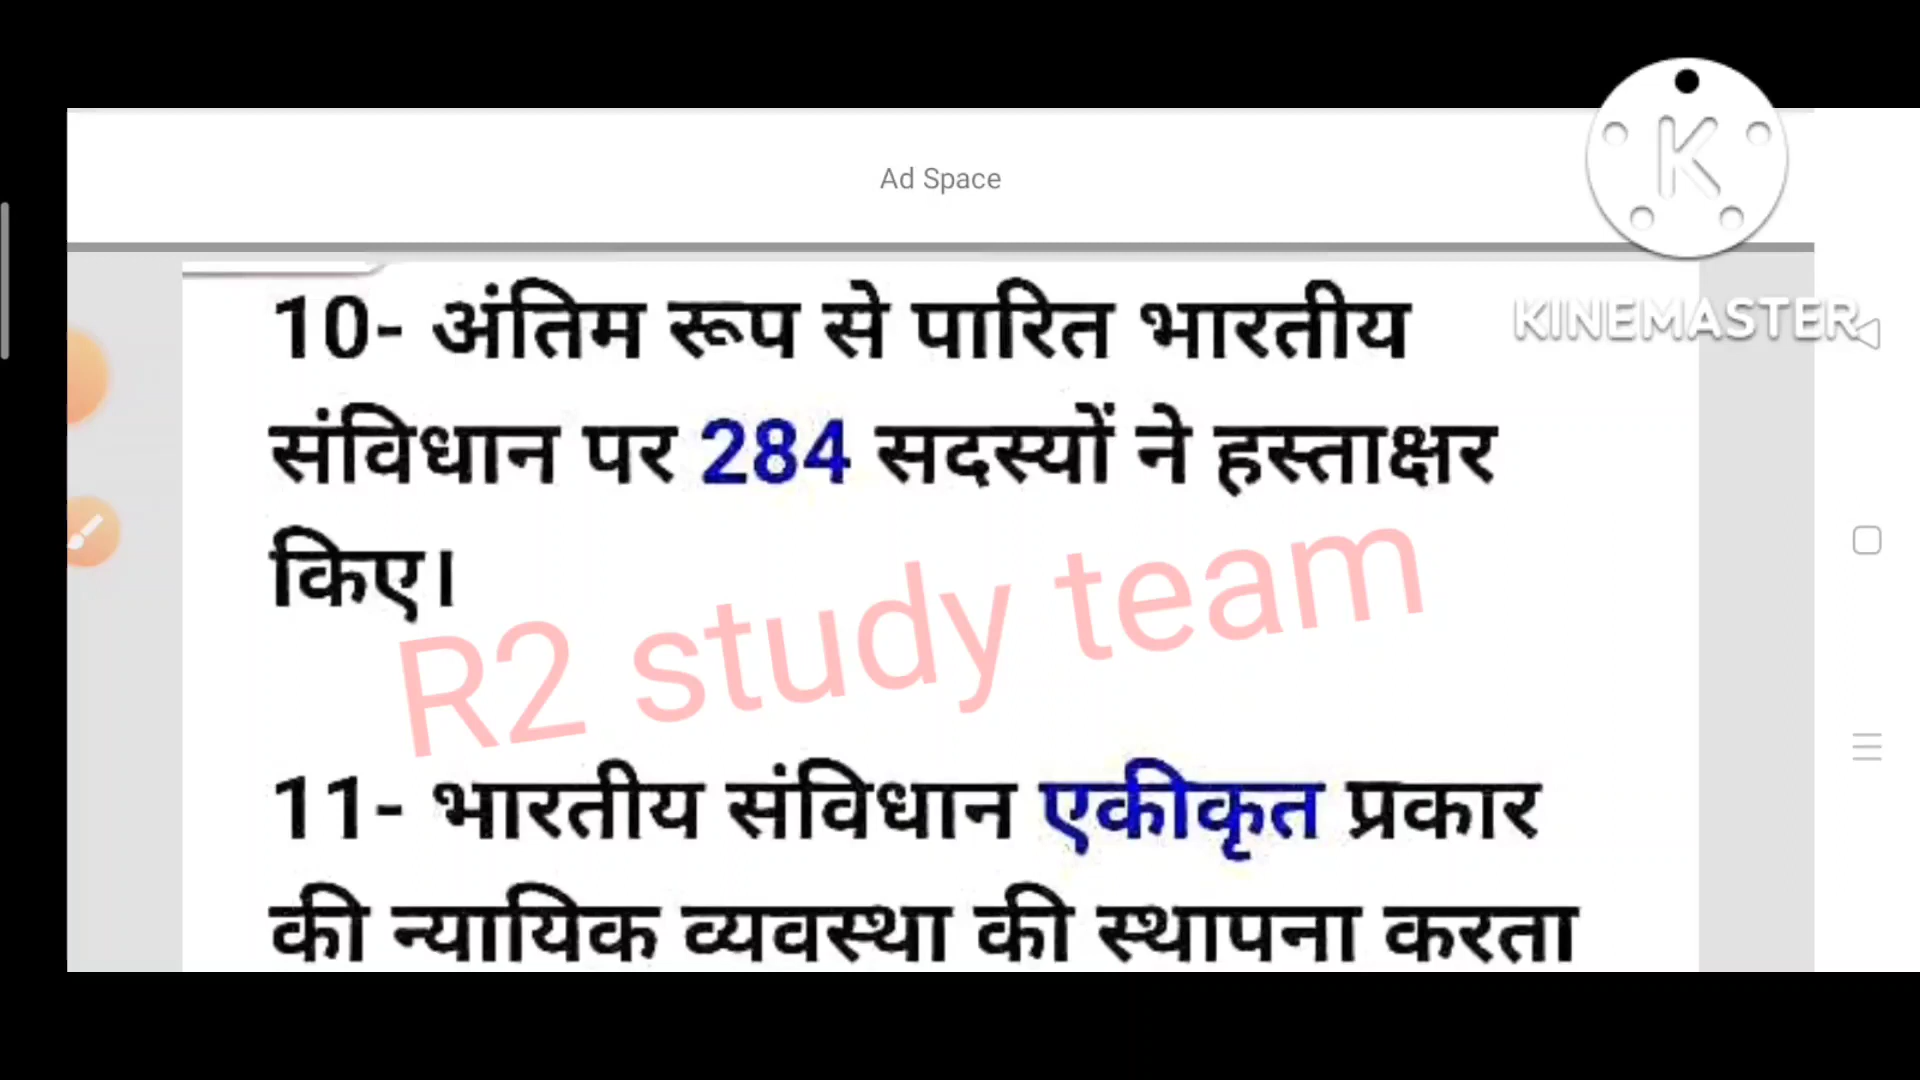 Ad Space
K
KINEMASTER
10- अंतिम रूप से पारित भारतीय
संविधान पर 284 सदस्यों ने हस्ताक्षर
किए।
R2 study team
11- भारतीय संविधान एकीकृत प्रकार
की न्यायिक व्यवस्था की स्थापना करता